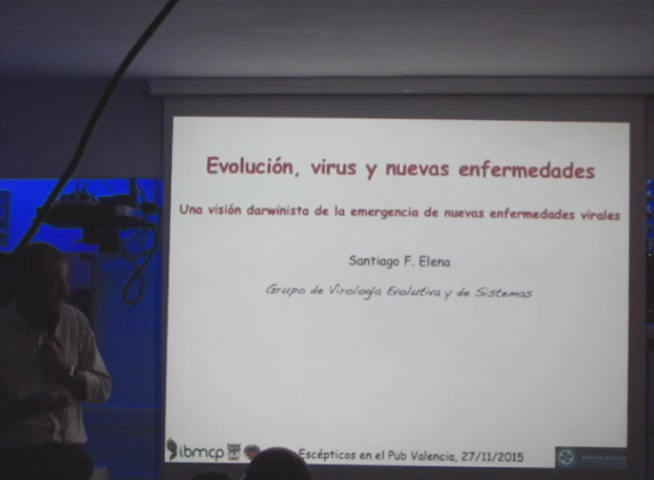 Evolución, virus y nuevas enfermedades
Una visión darwinista de la emergencia de nuevas enfermedades virales
Santiago F. Elena
Grupo de Virología Evolutiva y de Sistemas
ibmcp
Escépticos en el Pub Valencia, 27/11/2015